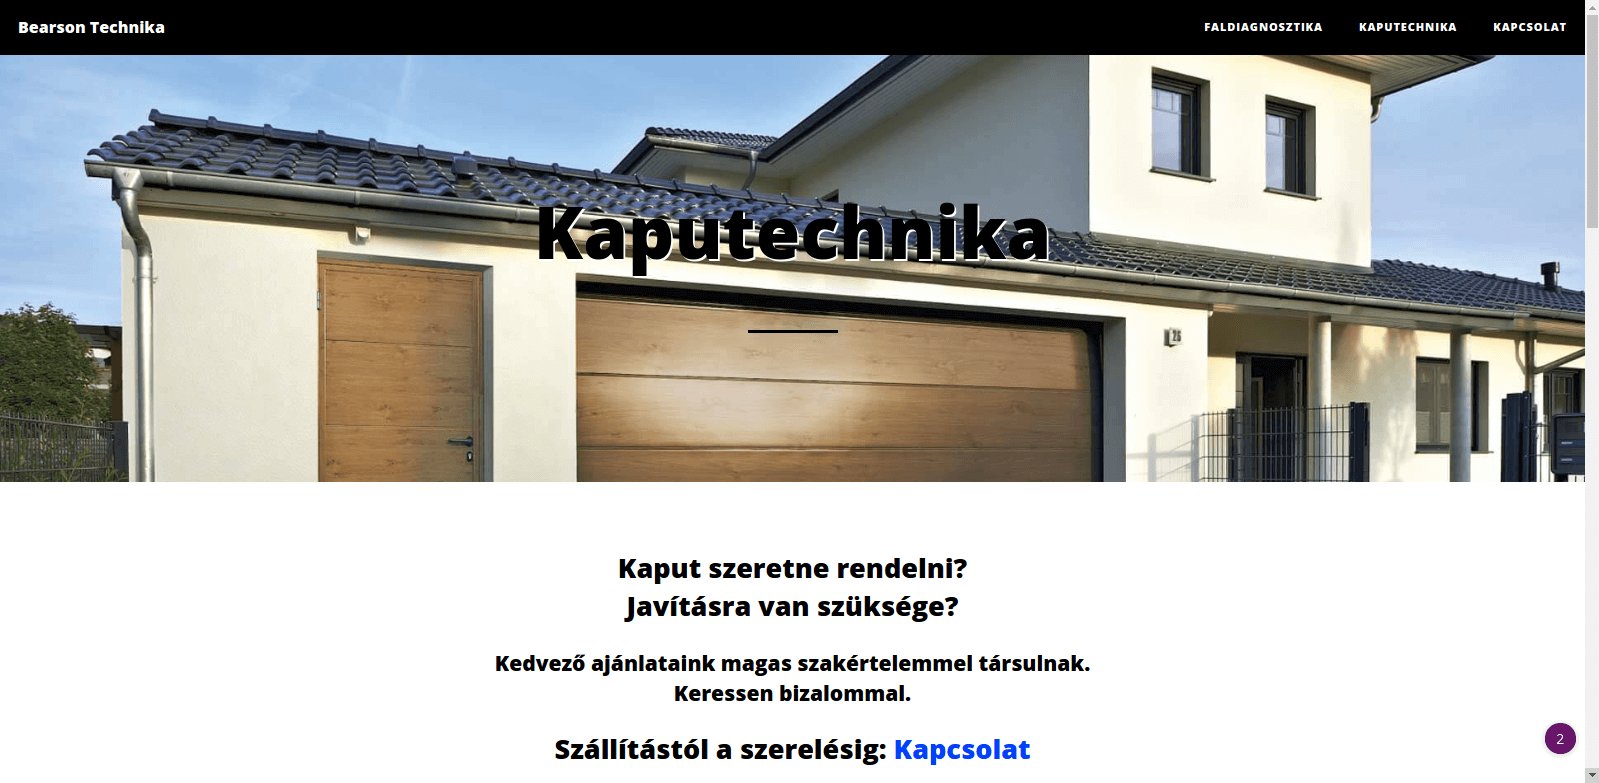 Bearson Technika
FALDIAGNOSZTIKA KAPUTECHNIKA KAPCSOLAT
Kaputechnika
26
Kaput szeretne rendelni?
Javításra van szüksége?
Kedvező ajánlataink magas szakértelemmel társulnak.
Keressen bizalommal.
Szállítástól a szerelésig: Kapcsolat
2